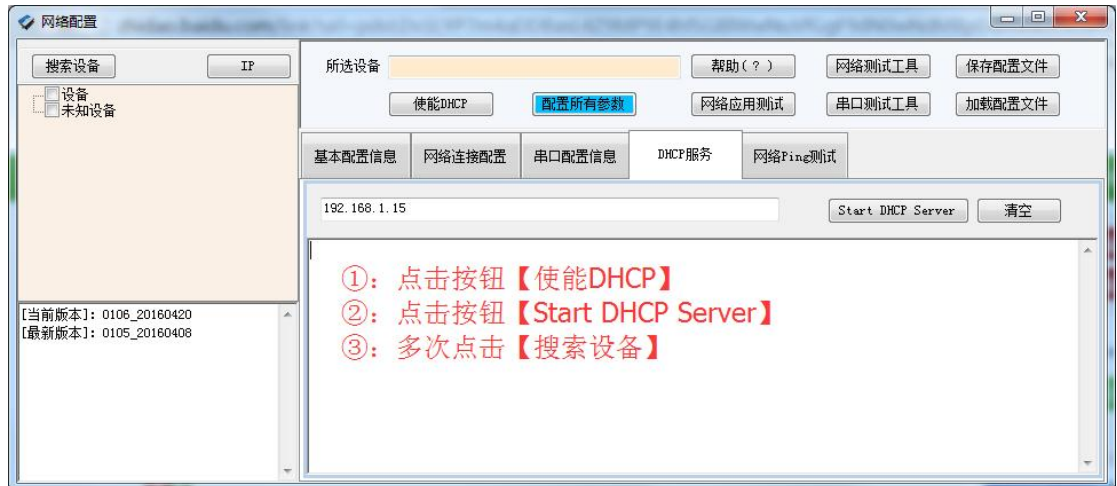 网络配置
搜索设备 IP
设备
未知设备
[当前版本]: 0106_20160420
[最新版本]: 0105_20160408
所选设备 帮助(?) 网络测试工具 保存配置文件
使能DHCP 配置所有参数 网络应用测试 串口测试工具 加载配置文件
基本配置信息 网络连接配置 串口配置信息 DHCP服务 网络Ping测试
192.168.1.15 Start DHCP Server 清空
①：点击按钮【使能DHCP】
②：点击按钮【Start DHCP Server】
③：多次点击【搜索设备】